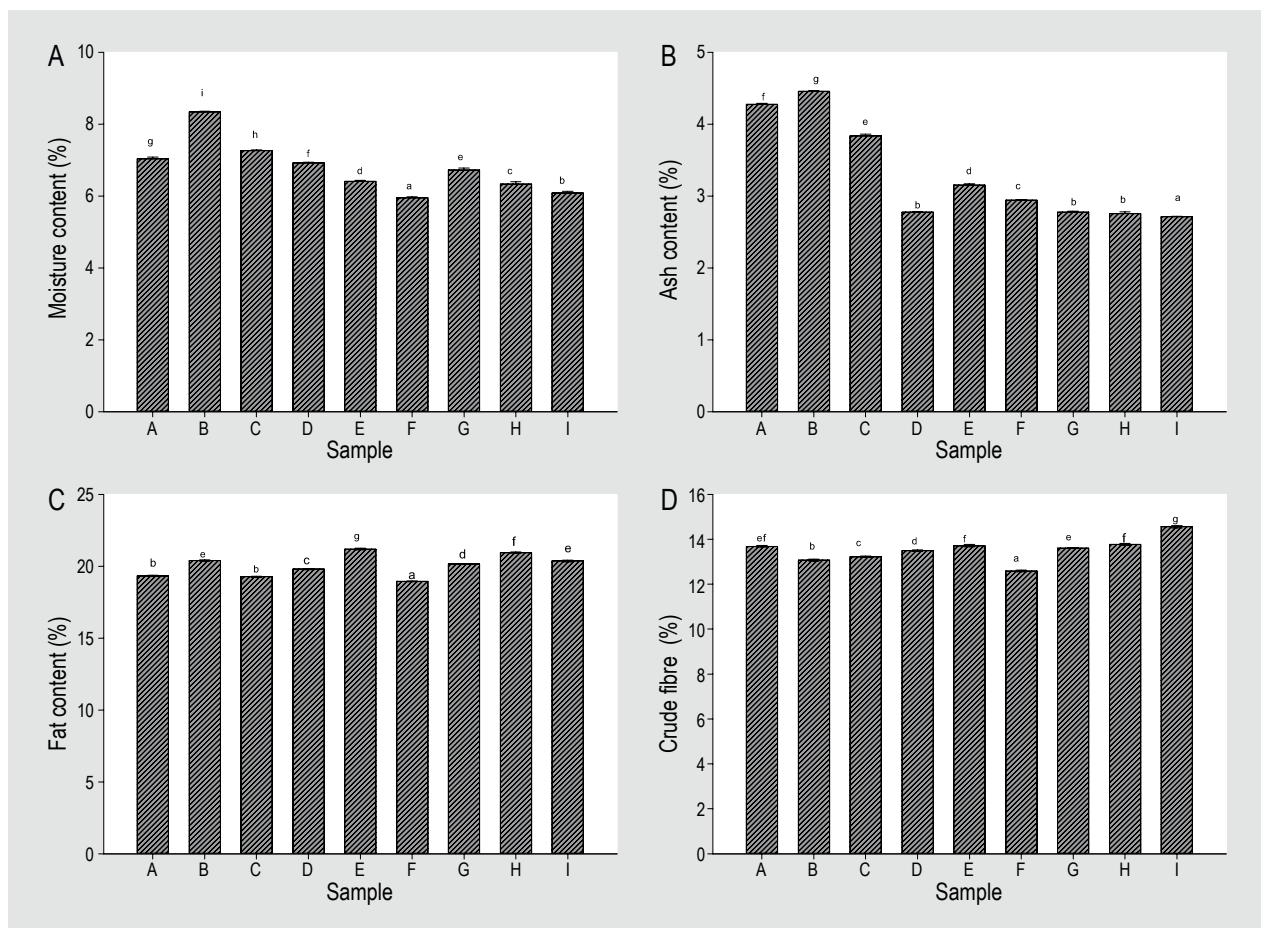 A
10
8
6
4
2
0
Moisture content (%)
g i h f d a e c b
A B C D E F G H I
Sample
B
5
4
3
2
1
0
Ash content (%)
f g e b d c b b a
A B C D E F G H I
Sample
C
25
20
15
10
5
0
Fat content (%)
b e b c g a d f e
A B C D E F G H I
Sample
D
16
14
12
10
8
6
4
2
0
Crude fibre (%)
ef b c d f a e f g
A B C D E F G H I
Sample